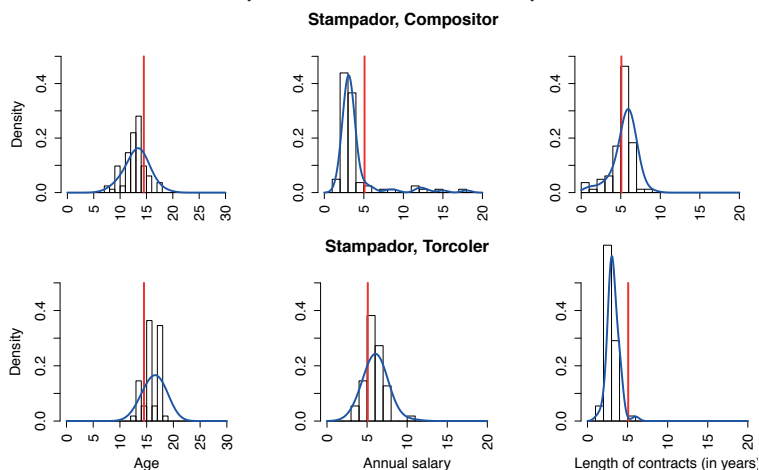 Stampador, Compositor
Density
0.0 0.2 0.4
0 5 10 15 20 25 30
0.0 0.2 0.4
0 5 10 15 20
0.0 0.2 0.4
0 5 10 15 20
Stampador, Torcoler
Density
0.0 0.2 0.4
0 5 10 15 20 25 30
Age
0.0 0.2 0.4
0 5 10 15 20
Annual salary
0.0 0.2 0.4
0 5 10 15 20
Length of contracts (in years)